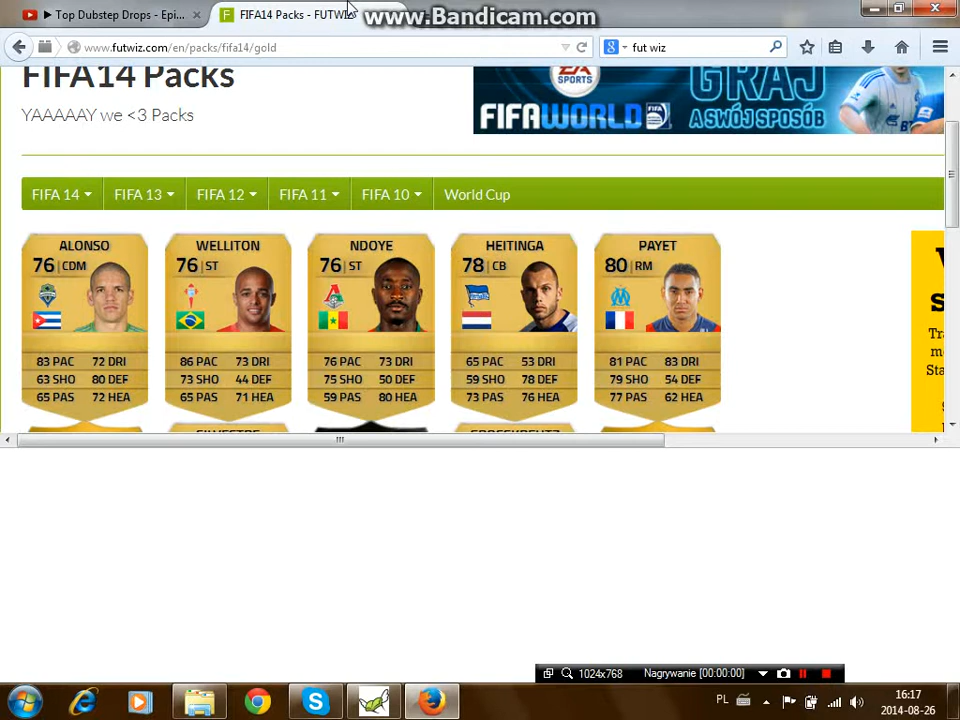 ▶ Top Dubstep Drops - Epi...
FIFA14 Packs - FUTWIZ
www.Bandicam.com
www.futwiz.com/en/packs/fifa14/gold
fut wiz
FIFA14 Packs
YAAAAAY we <3 Packs
EA
SPORTS
FIFAWORLD
GRAJ
A SWÓJ SPOSÓB
FIFA 14 FIFA 13 FIFA 12 FIFA 11 FIFA 10 World Cup
ALONSO
76 | CDM
83 PAC 72 DRI
63 SHO 80 DEF
65 PAS 72 HEA
WELLITON
76 | ST
86 PAC 73 DRI
73 SHO 44 DEF
65 PAS 71 HEA
NDOYE
76 | ST
76 PAC 73 DRI
75 SHO 50 DEF
59 PAS 80 HEA
HEITINGA
78 | CB
65 PAC 53 DRI
59 SHO 78 DEF
73 PAS 76 HEA
PAYET
80 | RM
81 PAC 83 DRI
79 SHO 54 DEF
77 PAS 62 HEA
Sta
1024x768 Nagrywanie [00:00:00]
PL
16:17
2014-08-26